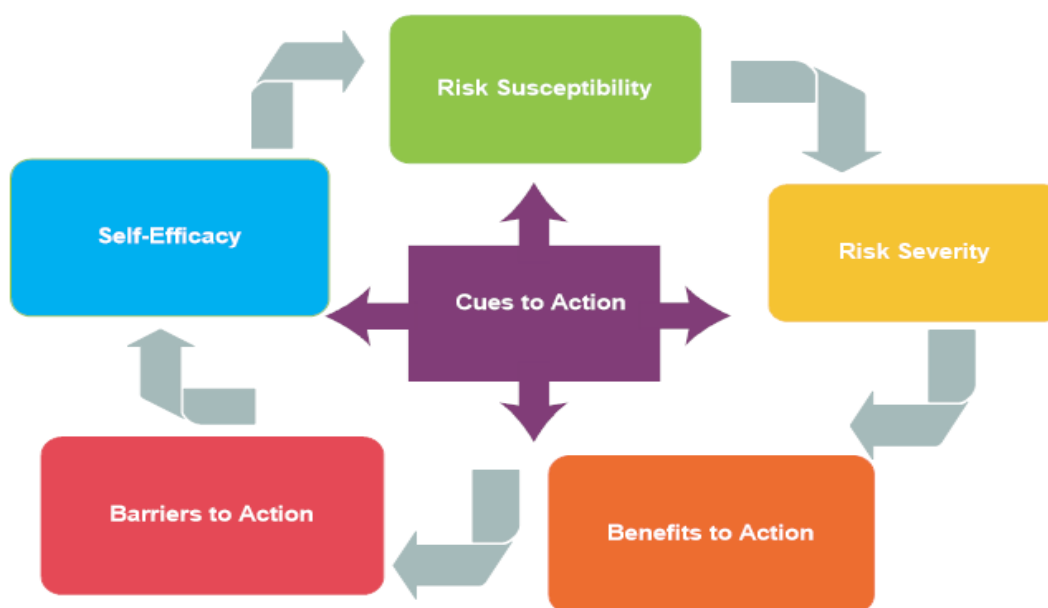 Risk Susceptibility
Self-Efficacy
Risk Severity
Cues to Action
Barriers to Action
Benefits to Action